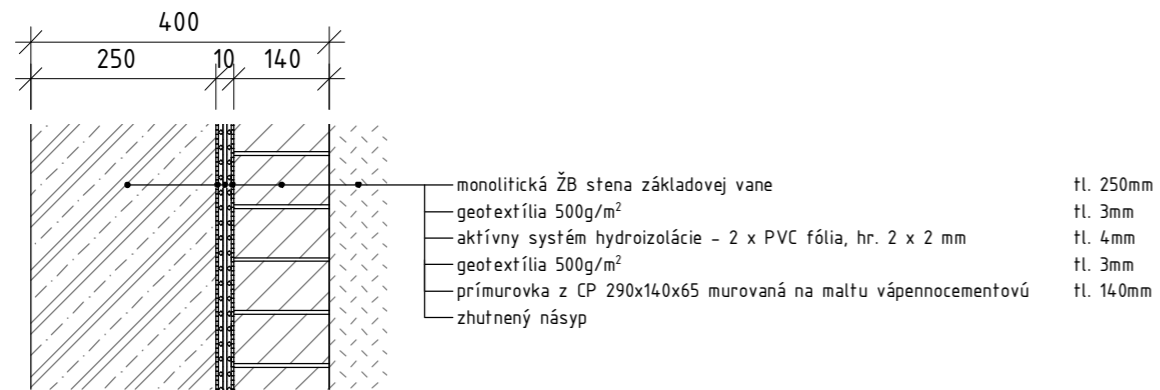 400
250 10 140
monolitická ŽB stena základovej vane tl. 250mm
geotextília 500g/m² tl. 3mm
aktívny systém hydroizolácie – 2 x PVC fólia, hr. 2 x 2 mm tl. 4mm
geotextília 500g/m² tl. 3mm
prímurovka z CP 290x140x65 murovaná na maltu vápennocementovú tl. 140mm
zhutnený násyp